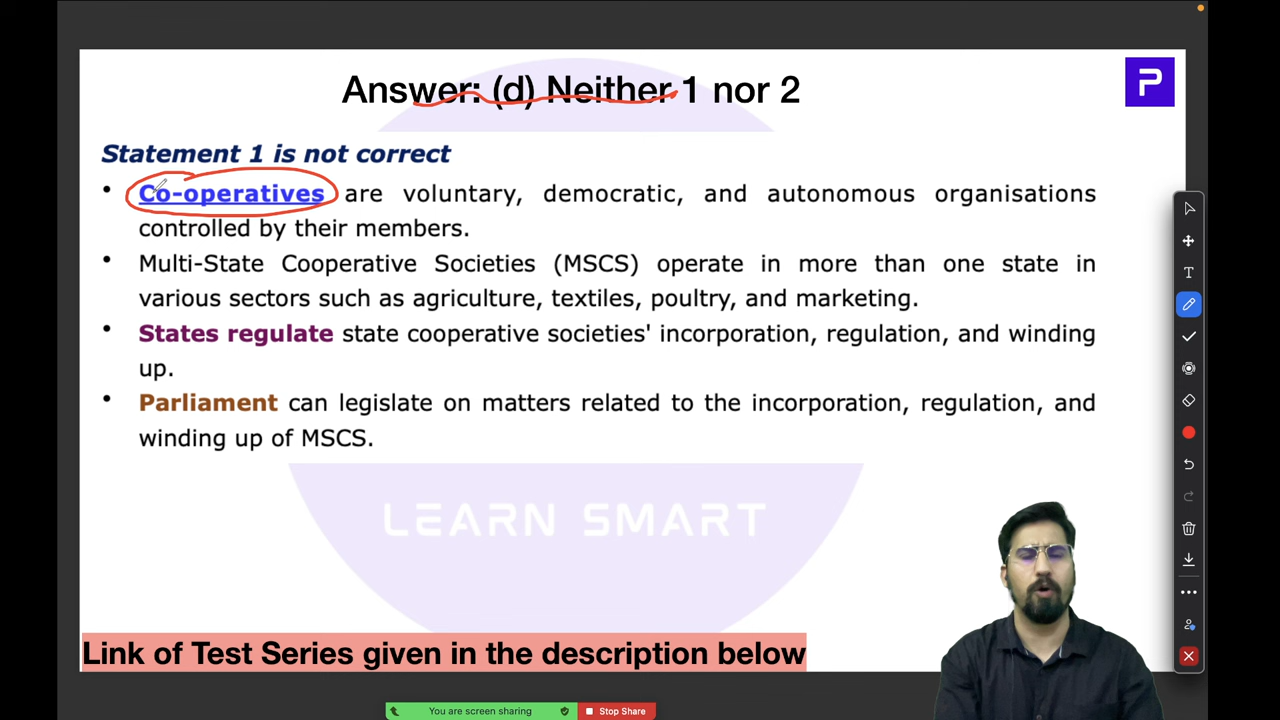 Answer: (d) Neither 1 nor 2
P
Statement 1 is not correct
• Co-operatives are voluntary, democratic, and autonomous organisations
controlled by their members.
• Multi-State Cooperative Societies (MSCS) operate in more than one state in
various sectors such as agriculture, textiles, poultry, and marketing.
• States regulate state cooperative societies' incorporation, regulation, and winding
up.
• Parliament can legislate on matters related to the incorporation, regulation, and
winding up of MSCS.
LEARN SMART
Link of Test Series given in the description below
You are screen sharing
Stop Share
T